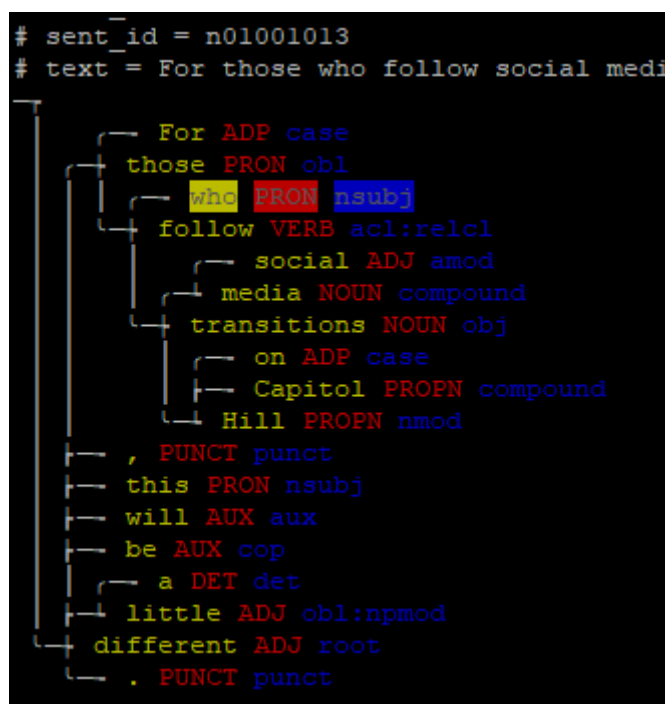 # sent_id = n01001013
# text = For those who follow social medi
For ADP case
those PRON obl
who PRON nsubj
follow VERB acl:relcl
social ADJ amod
media NOUN compound
transitions NOUN obj
on ADP case
Capitol PROPN compound
Hill PROPN nmod
, PUNCT punct
this PRON nsubj
will AUX aux
be AUX cop
a DET det
little ADJ obl:npmod
different ADJ root
. PUNCT punct